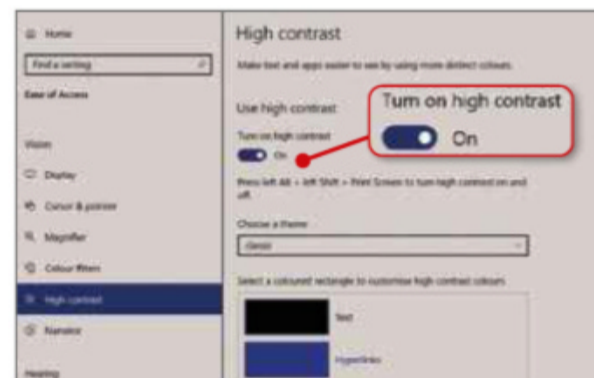 Home
Find a setting
Ease of Access
Vision
Display
Cursor & pointer
Magnifier
Colour filters
High contrast
Narrator
Hearing
High contrast
Make text and apps easier to see by using more distinct colours.
Use high contrast
Turn on high contrast
On
Press left Alt + left Shift + Print Screen to turn high contrast on and
off.
Choose a theme
classic
Select a coloured rectangle to customise high contrast colours
Text
Hyperlinks
Turn on high contrast
On